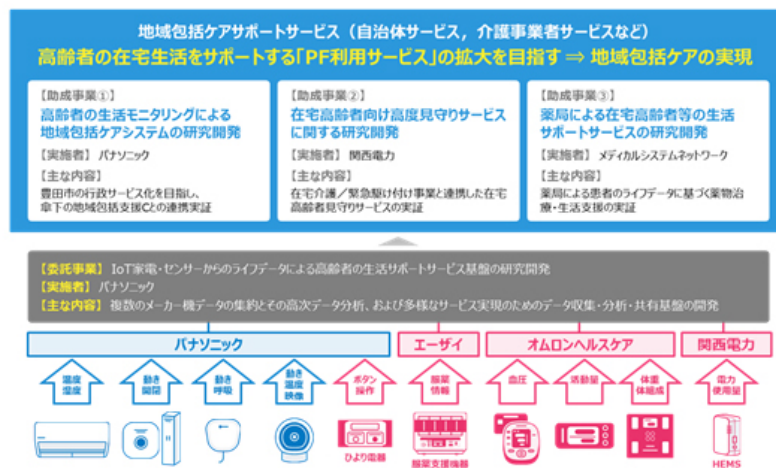 地域包括ケアサポートサービス（自治体サービス，介護事業者サービスなど）
高齢者の在宅生活をサポートする「PF利用サービス」の拡大を目指す ⇒ 地域包括ケアの実現
【助成事業①】
高齢者の生活モニタリングによる
地域包括ケアシステムの研究開発
【実施者】パナソニック
【主な内容】
豊田市の行政サービス化を目指し、
傘下の地域包括支援Cとの連携実証
【助成事業②】
在宅高齢者向け高度見守りサービス
に関する研究開発
【実施者】関西電力
【主な内容】
在宅介護／緊急駆け付け事業と連携した在宅
高齢者見守りサービスの実証
【助成事業③】
薬局による在宅高齢者等の生活
サポートサービスの研究開発
【実施者】メディカルシステムネットワーク
【主な内容】
薬局による患者のライフデータに基づく薬物治
療・生活支援の実証
【委託事業】IoT家電・センサーからのライフデータによる高齢者の生活サポートサービス基盤の研究開発
【実施者】パナソニック
【主な内容】複数のメーカー機データの集約とその高次データ分析、および多様なサービス実現のためのデータ収集・分析・共有基盤の開発
パナソニック
エーザイ
オムロンヘルスケア
関西電力
温度
湿度
動き
開閉
動き
呼吸
動き
温度
映像
ボタン
操作
服薬
情報
血圧
活動量
体重
体組成
電力
使用量
ひより電器
服薬支援機器
HEMS